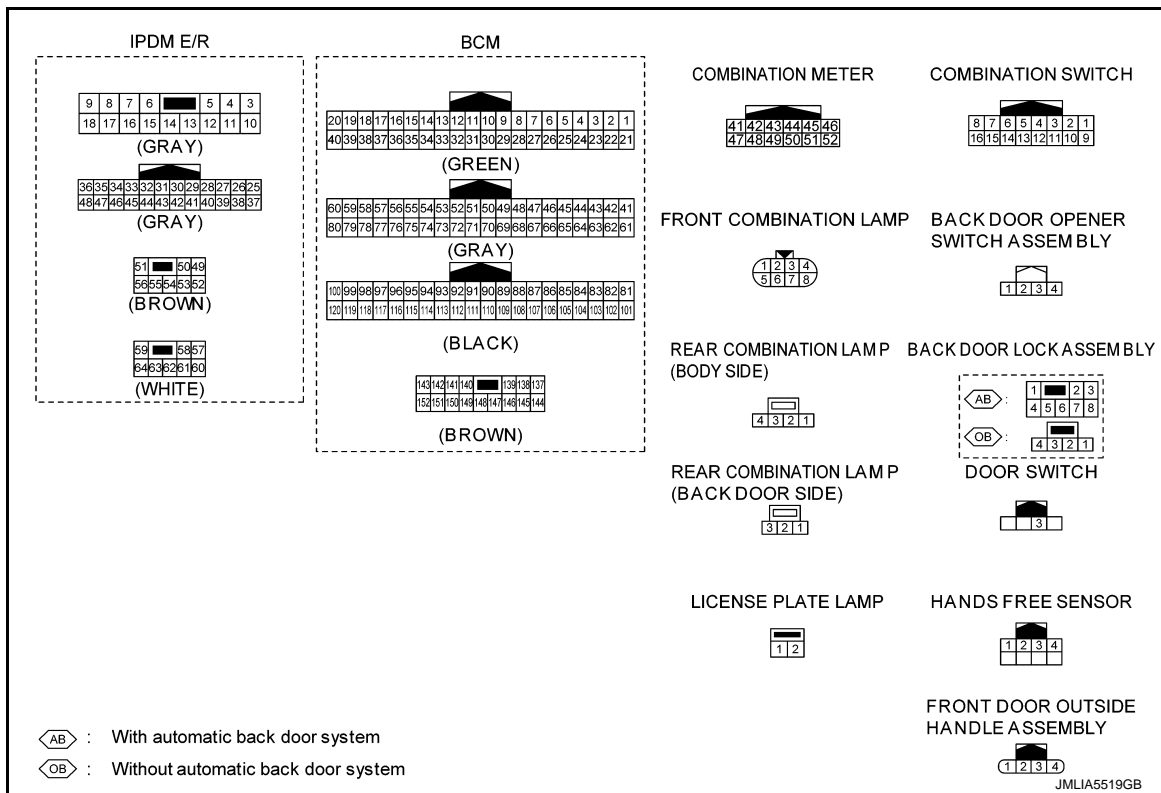 IPDM E/R
9 8 7 6 5 4 3
18 17 16 15 14 13 12 11 10
(GRAY)
36 35 34 33 32 31 30 29 28 27 26 25
48 47 46 45 44 43 42 41 40 39 38 37
(GRAY)
51 50 49
56 55 54 53 52
(BROWN)
59 58 57
64 63 62 61 60
(WHITE)
BCM
20 19 18 17 16 15 14 13 12 11 10 9 8 7 6 5 4 3 2 1
40 39 38 37 36 35 34 33 32 31 30 29 28 27 26 25 24 23 22 21
(GREEN)
60 59 58 57 56 55 54 53 52 51 50 49 48 47 46 45 44 43 42 41
80 79 78 77 76 75 74 73 72 71 70 69 68 67 66 65 64 63 62 61
(GRAY)
100 99 98 97 96 95 94 93 92 91 90 89 88 87 86 85 84 83 82 81
120 119 118 117 116 115 114 113 112 111 110 109 108 107 106 105 104 103 102 101
(BLACK)
143 142 141 140 139 138 137
152 151 150 149 148 147 146 145 144
(BROWN)
COMBINATION METER
41 42 43 44 45 46
47 48 49 50 51 52
COMBINATION SWITCH
8 7 6 5 4 3 2 1
16 15 14 13 12 11 10 9
FRONT COMBINATION LAMP
1 2 3 4
5 6 7 8
BACK DOOR OPENER
SWITCH ASSEMBLY
1 2 3 4
REAR COMBINATION LAMP
(BODY SIDE)
4 3 2 1
BACK DOOR LOCK ASSEMBLY
AB :
1 2 3
4 5 6 7 8
OB :
4 3 2 1
REAR COMBINATION LAMP
(BACK DOOR SIDE)
3 2 1
DOOR SWITCH
3
LICENSE PLATE LAMP
1 2
HANDS FREE SENSOR
1 2 3 4
FRONT DOOR OUTSIDE
HANDLE ASSEMBLY
1 2 3 4
AB : With automatic back door system
OB : Without automatic back door system
JMLIA5519GB